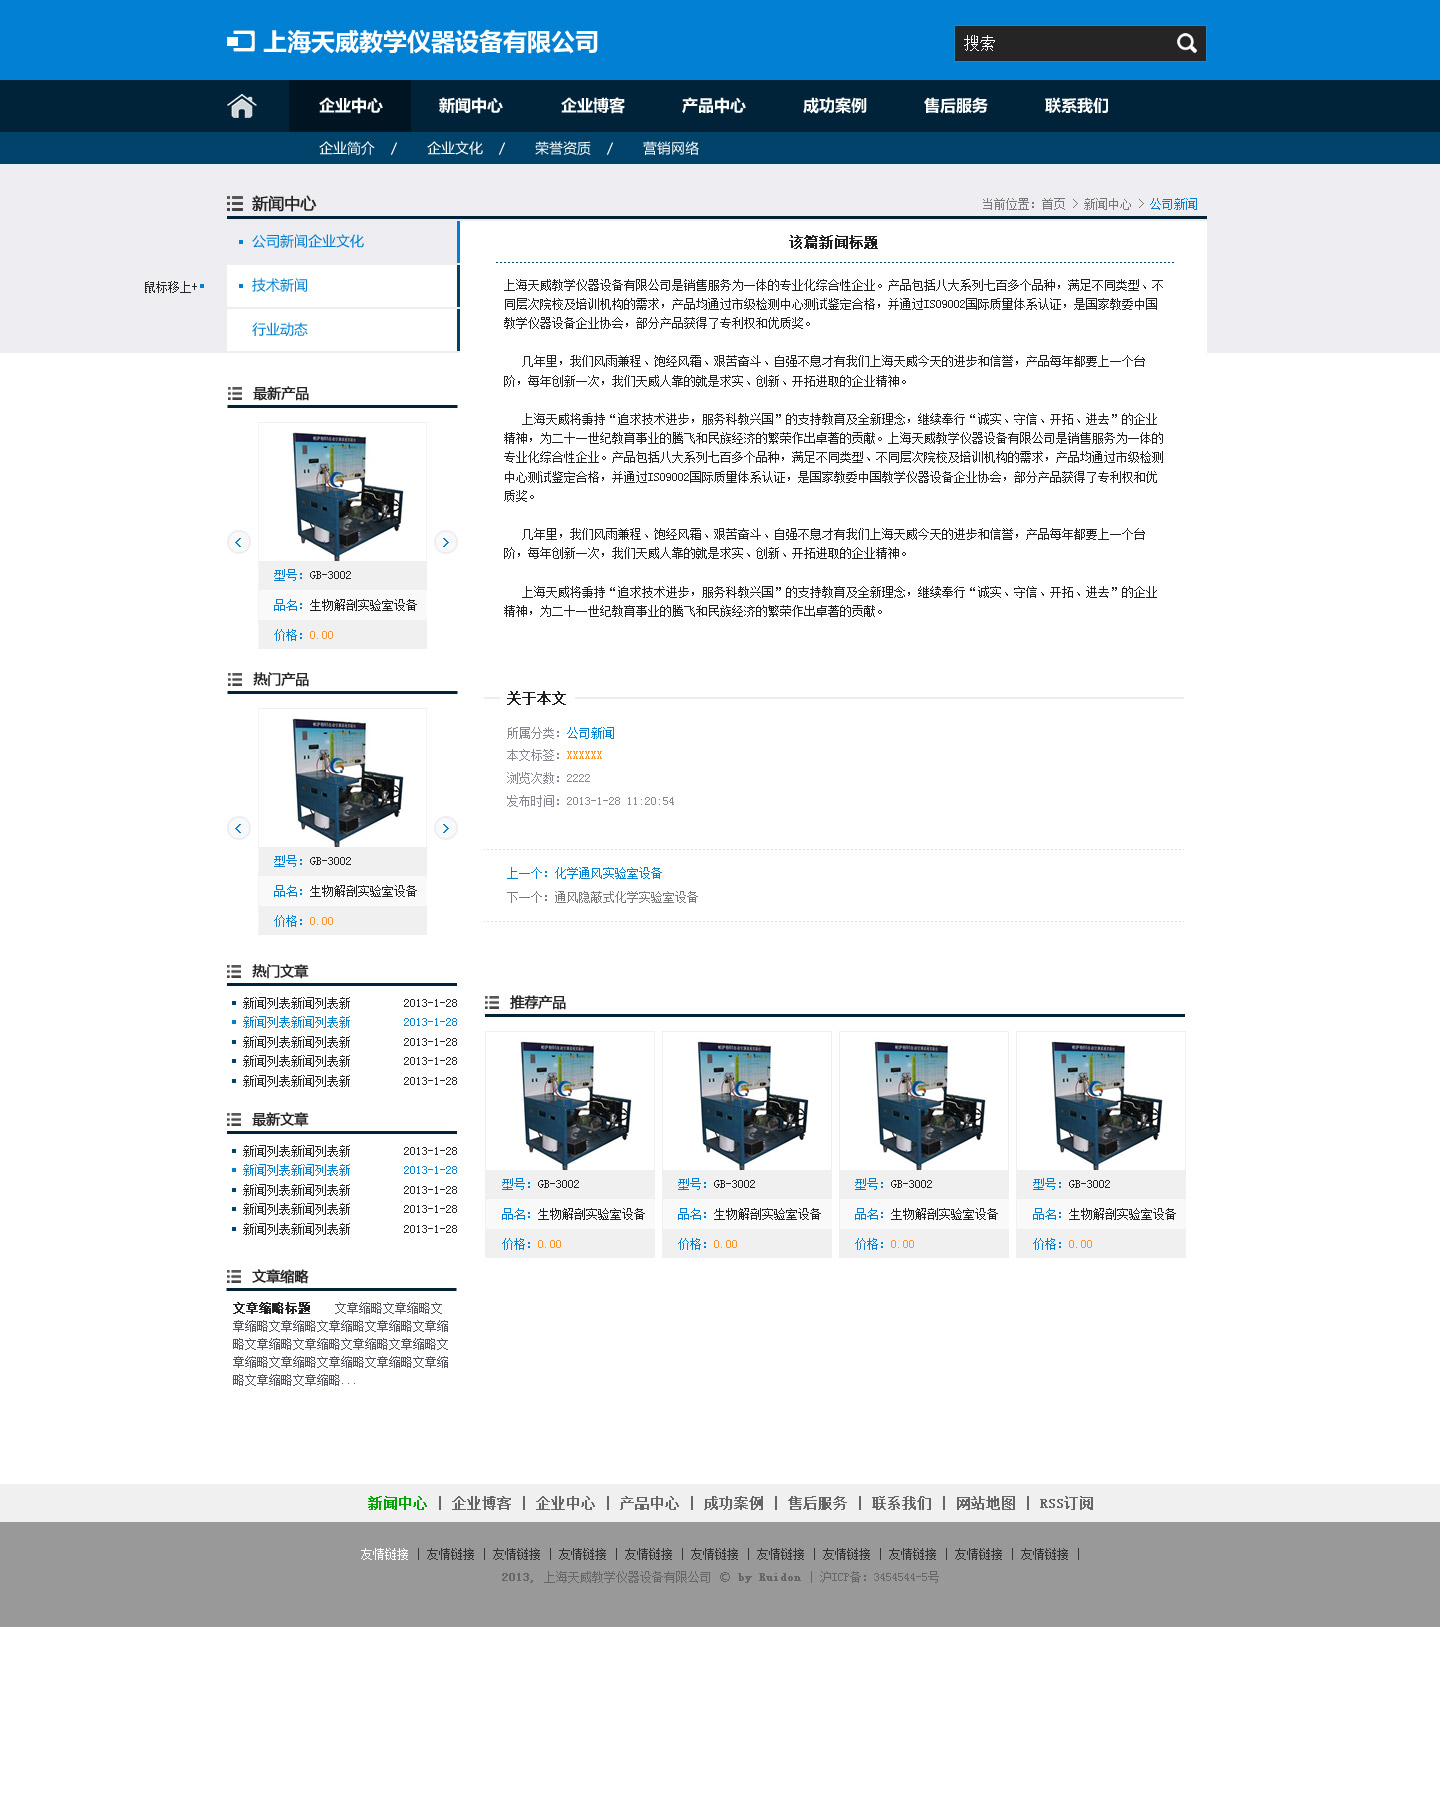 上海天威教学仪器设备有限公司
搜索
企业中心 新闻中心 企业博客 产品中心 成功案例 售后服务 联系我们
企业简介 / 企业文化 / 荣誉资质 / 营销网络
新闻中心
当前位置：首页 > 新闻中心 > 公司新闻
公司新闻企业文化
鼠标移上+
技术新闻
行业动态
该篇新闻标题
上海天威教学仪器设备有限公司是销售服务为一体的专业化综合性企业。产品包括八大系列七百多个品种，满足不同类型、不
同层次院校及培训机构的需求，产品均通过市级检测中心测试鉴定合格，并通过ISO9002国际质量体系认证，是国家教委中国
教学仪器设备企业协会，部分产品获得了专利权和优质奖。
几年里，我们风雨兼程、饱经风霜、艰苦奋斗、自强不息才有我们上海天威今天的进步和信誉，产品每年都要上一个台
阶，每年创新一次，我们天威人靠的就是求实、创新、开拓进取的企业精神。
上海天威将秉持“追求技术进步，服务科教兴国”的支持教育及全新理念，继续奉行“诚实、守信、开拓、进去”的企业
精神，为二十一世纪教育事业的腾飞和民族经济的繁荣作出卓著的贡献。上海天威教学仪器设备有限公司是销售服务为一体的
专业化综合性企业。产品包括八大系列七百多个品种，满足不同类型、不同层次院校及培训机构的需求，产品均通过市级检测
中心测试鉴定合格，并通过ISO9002国际质量体系认证，是国家教委中国教学仪器设备企业协会，部分产品获得了专利权和优
质奖。
几年里，我们风雨兼程、饱经风霜、艰苦奋斗、自强不息才有我们上海天威今天的进步和信誉，产品每年都要上一个台
阶，每年创新一次，我们天威人靠的就是求实、创新、开拓进取的企业精神。
上海天威将秉持“追求技术进步，服务科教兴国”的支持教育及全新理念，继续奉行“诚实、守信、开拓、进去”的企业
精神，为二十一世纪教育事业的腾飞和民族经济的繁荣作出卓著的贡献。
最新产品
型号：GB-3002
品名：生物解剖实验室设备
价格：0.00
热门产品
型号：GB-3002
品名：生物解剖实验室设备
价格：0.00
关于本文
所属分类：公司新闻
本文标签：XXXXXX
浏览次数：2222
发布时间：2013-1-28 11:20:54
上一个：化学通风实验室设备
下一个：通风隐蔽式化学实验室设备
热门文章
新闻列表新闻列表新 2013-1-28
新闻列表新闻列表新 2013-1-28
新闻列表新闻列表新 2013-1-28
新闻列表新闻列表新 2013-1-28
新闻列表新闻列表新 2013-1-28
最新文章
新闻列表新闻列表新 2013-1-28
新闻列表新闻列表新 2013-1-28
新闻列表新闻列表新 2013-1-28
新闻列表新闻列表新 2013-1-28
新闻列表新闻列表新 2013-1-28
推荐产品
型号：GB-3002 型号：GB-3002 型号：GB-3002 型号：GB-3002
品名：生物解剖实验室设备 品名：生物解剖实验室设备 品名：生物解剖实验室设备 品名：生物解剖实验室设备
价格：0.00 价格：0.00 价格：0.00 价格：0.00
文章缩略
文章缩略标题 文章缩略文章缩略文
章缩略文章缩略文章缩略文章缩略文章缩
略文章缩略文章缩略文章缩略文章缩略文
章缩略文章缩略文章缩略文章缩略文章缩
略文章缩略文章缩略...
新闻中心 | 企业博客 | 企业中心 | 产品中心 | 成功案例 | 售后服务 | 联系我们 | 网站地图 | RSS订阅
友情链接 | 友情链接 | 友情链接 | 友情链接 | 友情链接 | 友情链接 | 友情链接 | 友情链接 | 友情链接 | 友情链接 | 友情链接 |
2013, 上海天威教学仪器设备有限公司 © by Ruidon | 沪ICP备：3454544-5号